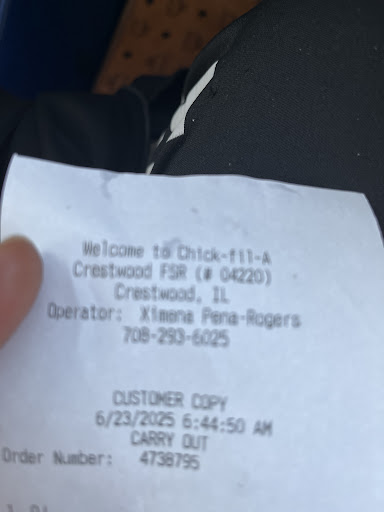 Welcome to Chick-fil-A
Crestwood FSR (# 04220)
Crestwood, IL
Operator: Ximena Pena-Rogers
708-293-6025
CUSTOMER COPY
6/23/2025 6:44:50 AM
CARRY OUT
Order Number: 4738795